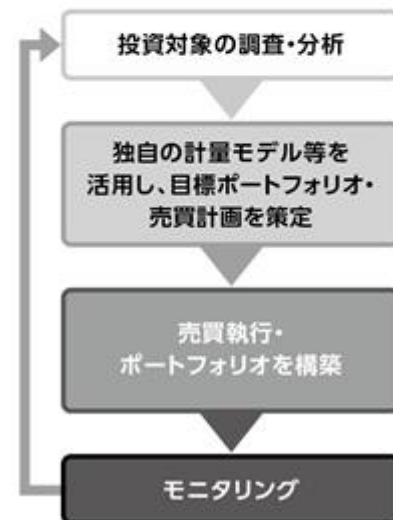 投資対象の調査・分析
独自の計量モデル等を
活用し、目標ポートフォリオ・
売買計画を策定
売買執行・
ポートフォリオを構築
モニタリング